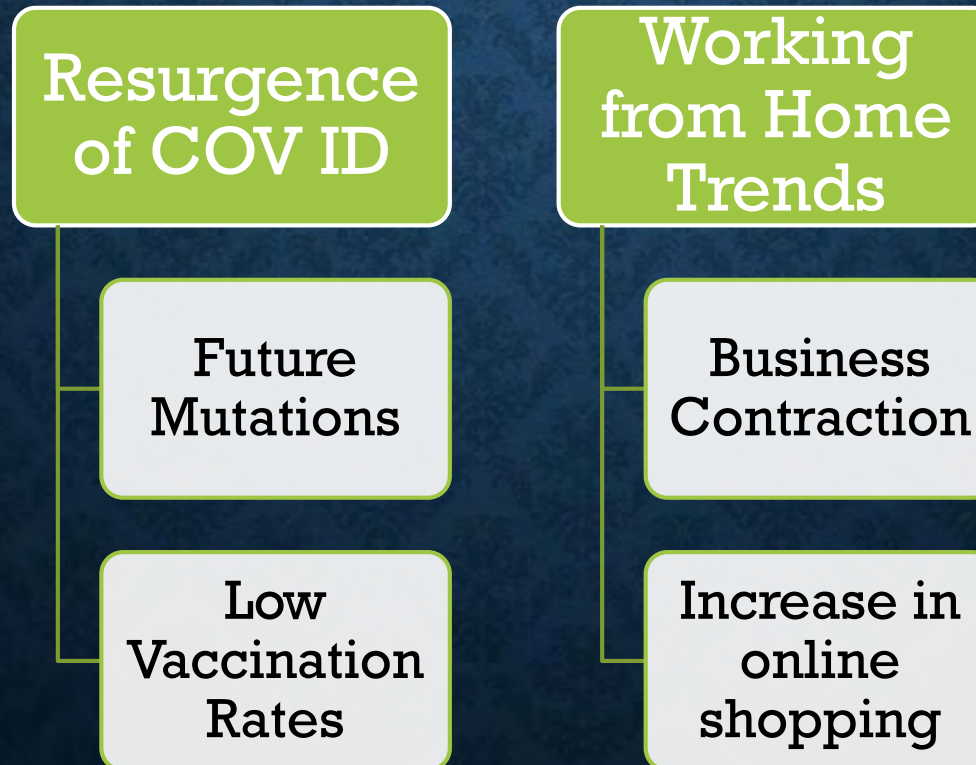 Resurgence
of COV ID
Future
Mutations
Low
Vaccination
Rates
Working
from Home
Trends
Business
Contraction
Increase in
online
shopping